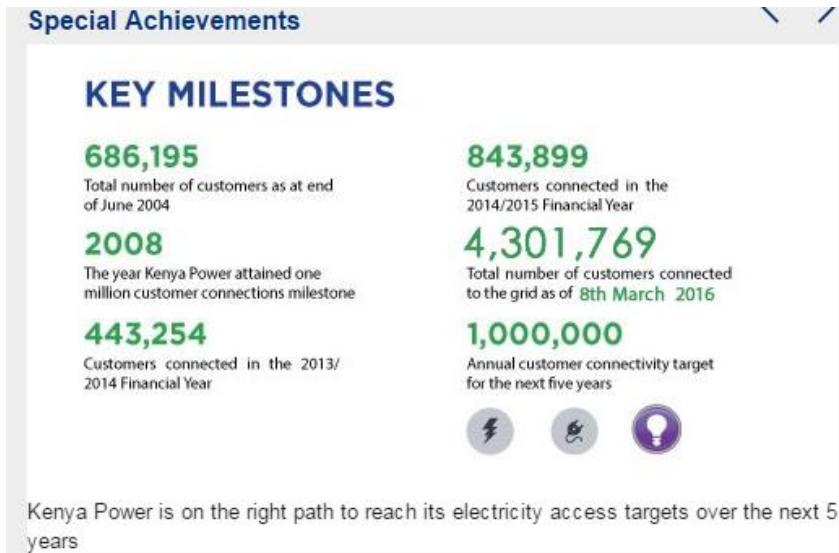 Special Achievements
KEY MILESTONES
686,195
Total number of customers as at end
of June 2004
2008
The year Kenya Power attained one
million customer connections milestone
443,254
Customers connected in the 2013/
2014 Financial Year
843,899
Customers connected in the
2014/2015 Financial Year
4,301,769
Total number of customers connected
to the grid as of 8th March 2016
1,000,000
Annual customer connectivity target
for the next five years
Kenya Power is on the right path to reach its electricity access targets over the next 5
years